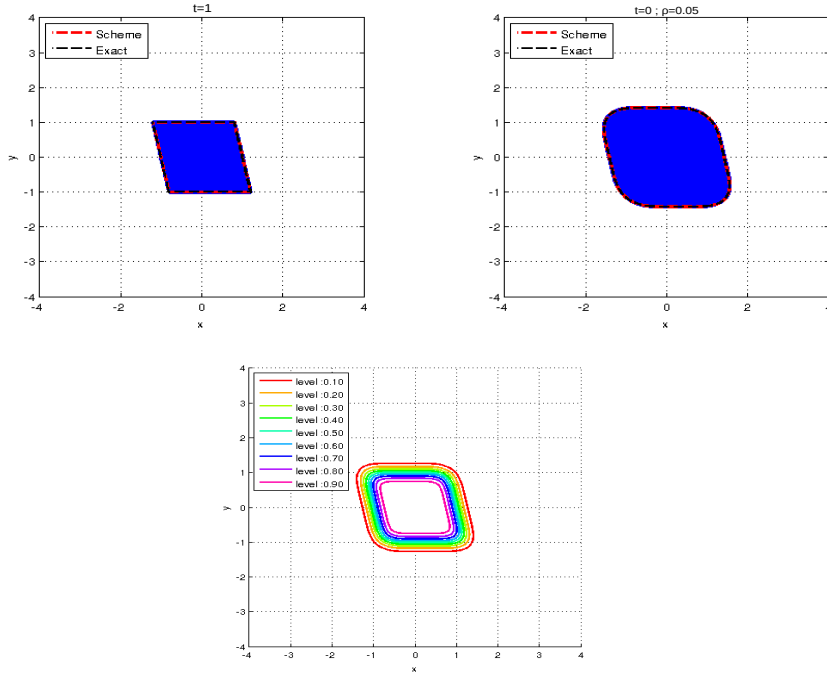 t=1
4
3
2
1
0
-1
-2
-3
-4
y
Scheme
Exact
-4
-2
0
2
4
x
t=0 ; ρ=0.05
4
3
2
1
0
-1
-2
-3
-4
y
Scheme
Exact
-4
-2
0
2
4
x
4
3
2
1
0
-1
-2
-3
-4
y
level :0.10
level :0.20
level :0.30
level :0.40
level :0.50
level :0.60
level :0.70
level :0.80
level :0.90
-4
-3
-2
-1
0
1
2
3
4
x